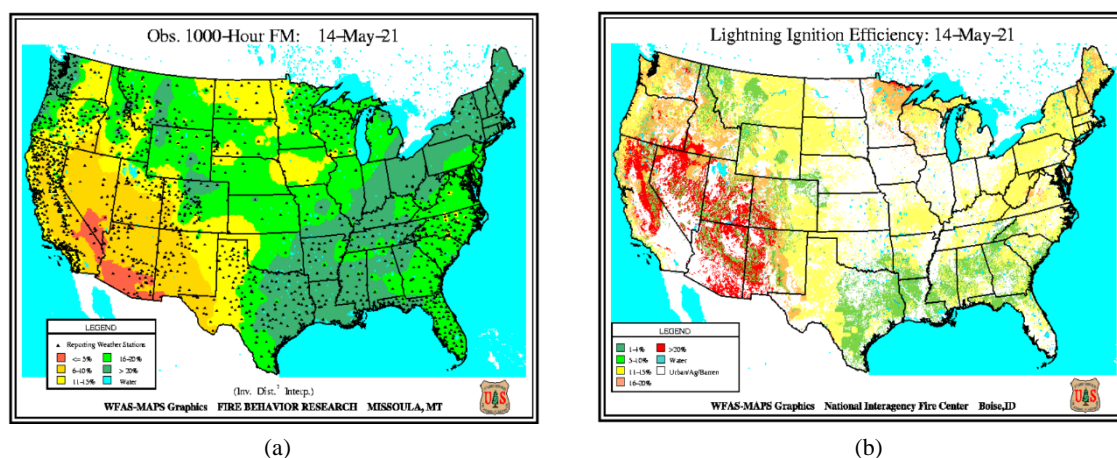 Obs. 1000-Hour FM: 14-May-21
LEGEND
Reporting Weather Stations
<= 5%
16-20%
6-10%
> 20%
11-15%
Water
(Inv. Dist.² Interp.)
WFAS-MAPS Graphics FIRE BEHAVIOR RESEARCH MISSOULA, MT
UAS
(a)
Lightning Ignition Efficiency: 14-May-21
LEGEND
1-4%
>20%
5-10%
Water
11-15%
Urban/Ag/Barren
16-20%
WFAS-MAPS Graphics National Interagency Fire Center Boise,ID
UAS
(b)